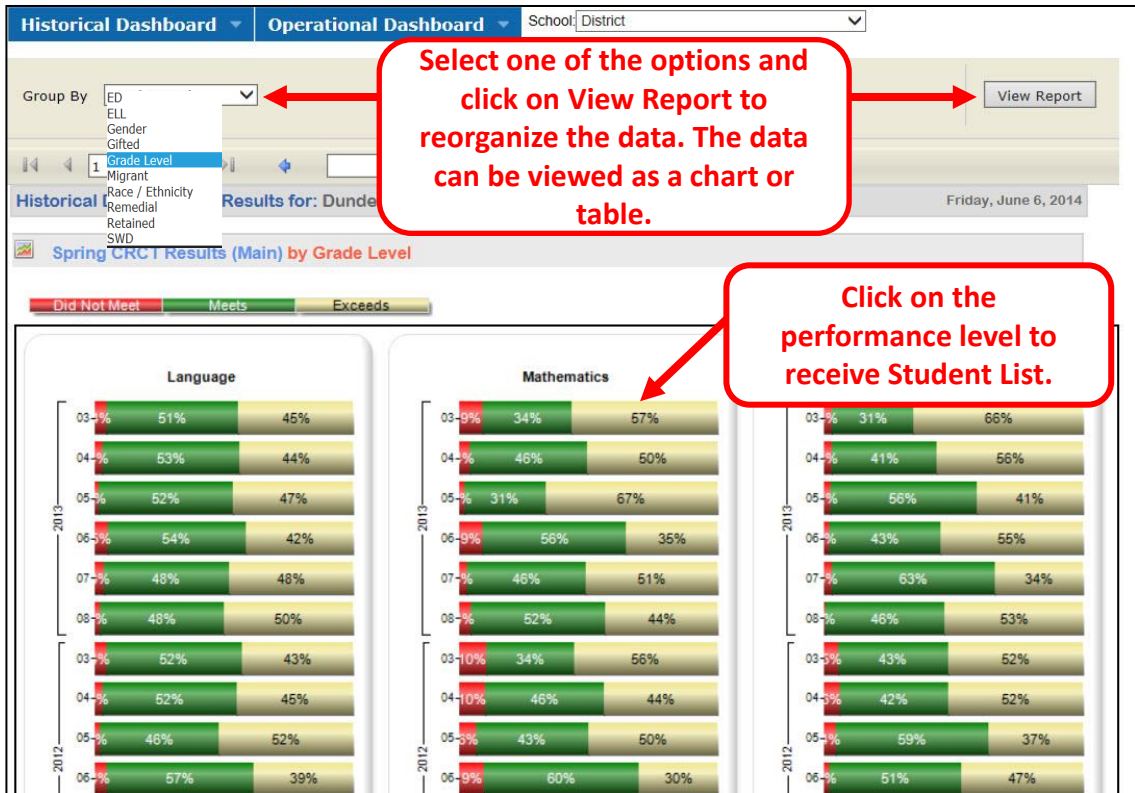 Historical Dashboard Operational Dashboard School: District
Select one of the options and
click on View Report to
reorganize the data. The data
can be viewed as a chart or
table.
Group By
View Report
ED
ELL
Gender
Gifted
Grade Level
Migrant
Race / Ethnicity
Remedial
Retained
SWD
1
Historical Results for: Dunde
Friday, June 6, 2014
Spring CRCT Results (Main) by Grade Level
Did Not Meet Meets Exceeds
Click on the
performance level to
receive Student List.
Language
2013
03 51% 45%
04 53% 44%
05 52% 47%
06 54% 42%
07 48% 48%
08 48% 50%
2012
03 52% 43%
04 52% 45%
05 46% 52%
06 57% 39%
Mathematics
2013
03 9% 34% 57%
04 46% 50%
05 31% 67%
06 9% 56% 35%
07 46% 51%
08 52% 44%
2012
03 10% 34% 56%
04 10% 46% 44%
05 43% 50%
06 9% 60% 30%
2013
03 31% 66%
04 41% 56%
05 56% 41%
06 43% 55%
07 63% 34%
08 46% 53%
2012
03 43% 52%
04 42% 52%
05 59% 37%
06 51% 47%